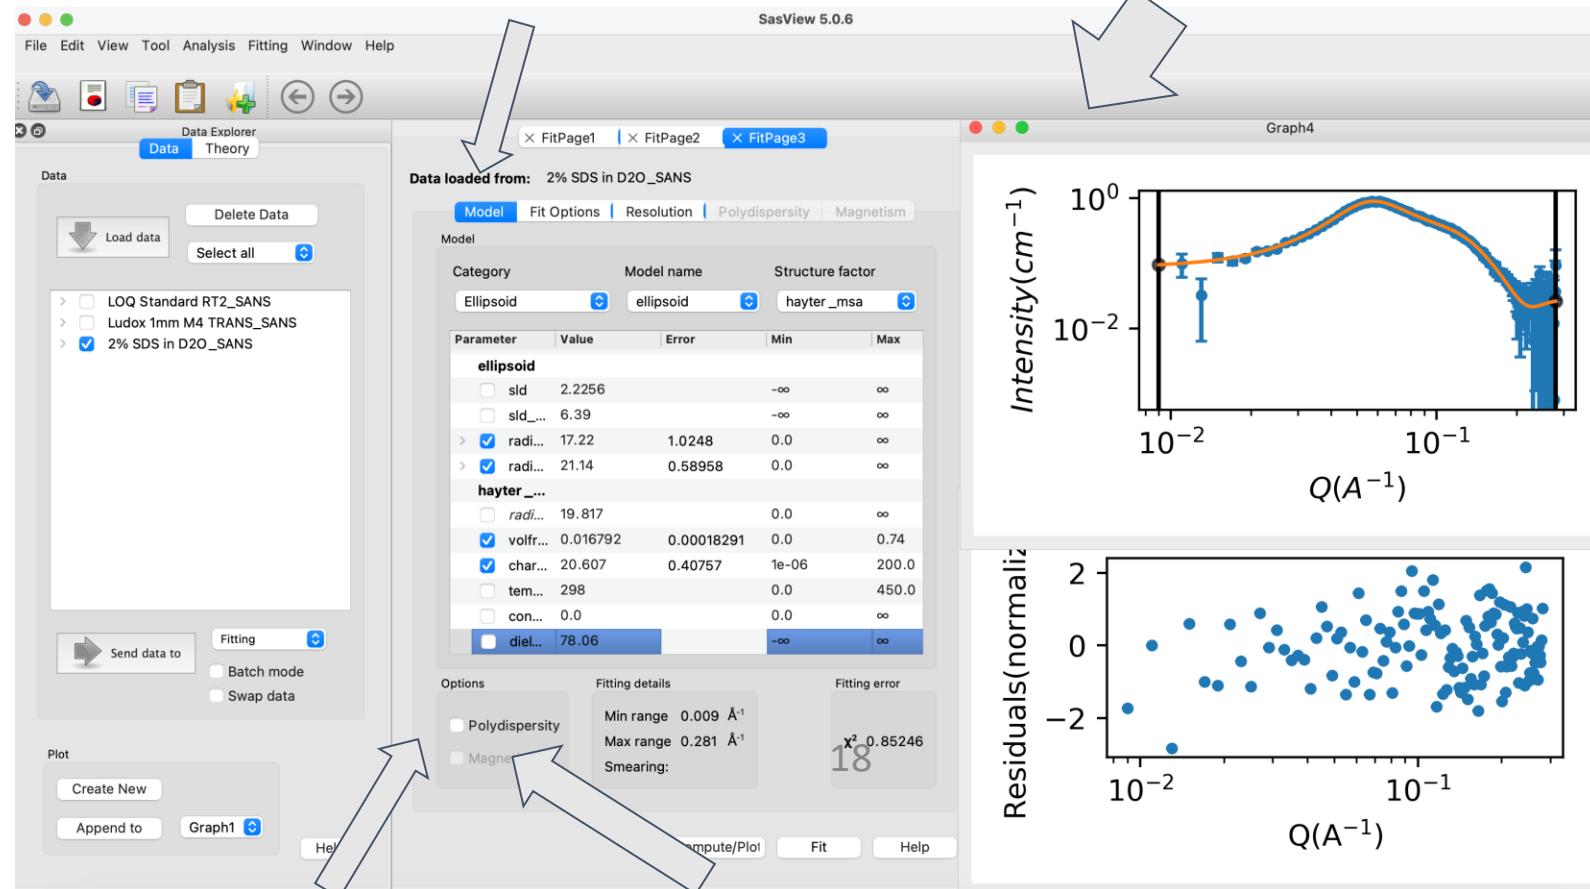 SasView 5.0.6
File Edit View Tool Analysis Fitting Window Help
Data Explorer
Data Theory
Data
Load data
Delete Data
Select all
LOQ Standard RT2_SANS
Ludox 1mm M4 TRANS_SANS
2% SDS in D2O_SANS
Send data to
Fitting
Batch mode
Swap data
Plot
Create New
Append to Graph1
FitPage1 FitPage2 FitPage3
Data loaded from: 2% SDS in D2O_SANS
Model Fit Options Resolution Polydispersity Magnetism
Model
Category Model name Structure factor
Ellipsoid ellipsoid hayter_msa
Parameter Value Error Min Max
ellipsoid
sld 2.2256 -∞ ∞
sld_... 6.39 -∞ ∞
radi... 17.22 1.0248 0.0 ∞
radi... 21.14 0.58958 0.0 ∞
hayter_...
radi... 19.817 0.0 ∞
volfr... 0.016792 0.00018291 0.0 0.74
char... 20.607 0.40757 1e-06 200.0
tem... 298 0.0 450.0
con... 0.0 0.0 ∞
diel... 78.06 -∞ ∞
Options Fitting details Fitting error
Polydispersity
Min range 0.009 Å⁻¹
Max range 0.281 Å⁻¹
Smearing:
χ² 0.85246
18
Fit Help
Graph4
Intensity(cm⁻¹)
10⁰
10⁻²
10⁻² 10⁻¹
Q(A⁻¹)
2
0
−2
10⁻² 10⁻¹
Q(A⁻¹)